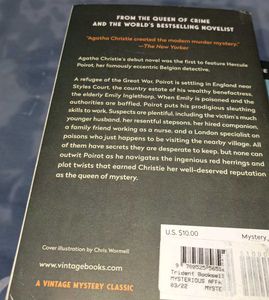 FROM THE QUEEN OF CRIME
AND THE WORLD'S BESTSELLING NOVELIST
"Agatha Christie created the modern murder mystery."
—The New Yorker
Agatha Christie's debut novel was the first to feature Hercule
Poirot, her famously eccentric Belgian detective.
A refugee of the Great War, Poirot is settling in England near
Styles Court, the country estate of his wealthy benefactress,
the elderly Emily Inglethorp. When Emily is poisoned and the
authorities are baffled, Poirot puts his prodigious sleuthing
skills to work. Suspects are plentiful, including the victim's much
younger husband, her resentful stepsons, her hired companion,
a family friend working as a nurse, and a London specialist on
poisons who just happens to be visiting the nearby village. All
of them have secrets they are desperate to keep, but none can
outwit Poirot as he navigates the ingenious red herrings and
plot twists that earned Christie her well-deserved reputation
as the queen of mystery.
Cover illustration by Chris Wormell
www.vintagebooks.com
A VINTAGE MYSTERY CLASSIC
U.S. $10.00
Mystery
Trident Booksell
MYSTERIOUS AFFA
03/22 MYSTE